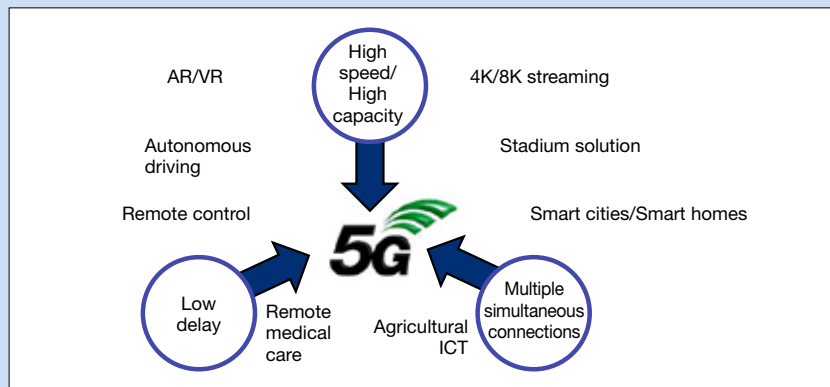 High
speed/
High
capacity
AR/VR
4K/8K streaming
Autonomous
driving
Stadium solution
Remote control
Smart cities/Smart homes
5G
Low
delay
Remote
medical
care
Agricultural
ICT
Multiple
simultaneous
connections